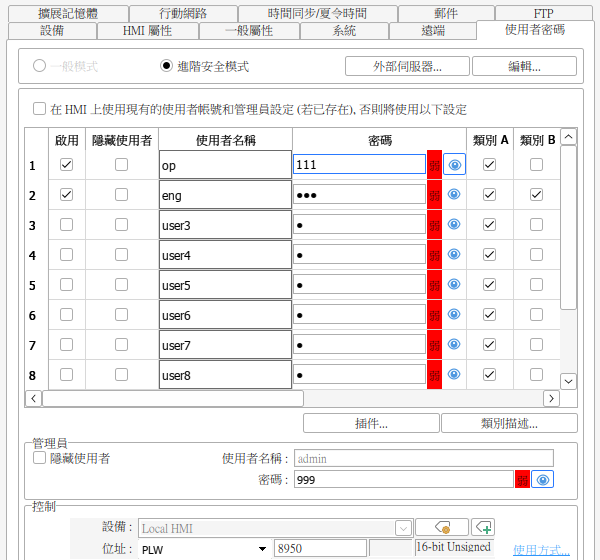 擴展記憶體 行動網路 時間同步/夏令時間 郵件 FTP
設備 HMI 屬性 一般屬性 系統 遠端 使用者密碼
一般模式 進階安全模式 外部伺服器... 編輯...
在 HMI 上使用現有的使用者帳號和管理員設定 (若已存在), 否則將使用以下設定
啟用 隱藏使用者 使用者名稱 密碼 類別 A 類別 B
1 op 111
2 eng
3 user3
4 user4
5 user5
6 user6
7 user7
8 user8
插件... 類別描述...
管理員
隱藏使用者 使用者名稱 : admin
密碼 : 999
控制
設備 : Local HMI
位址 : PLW 8950 16-bit Unsigned 使用方式...